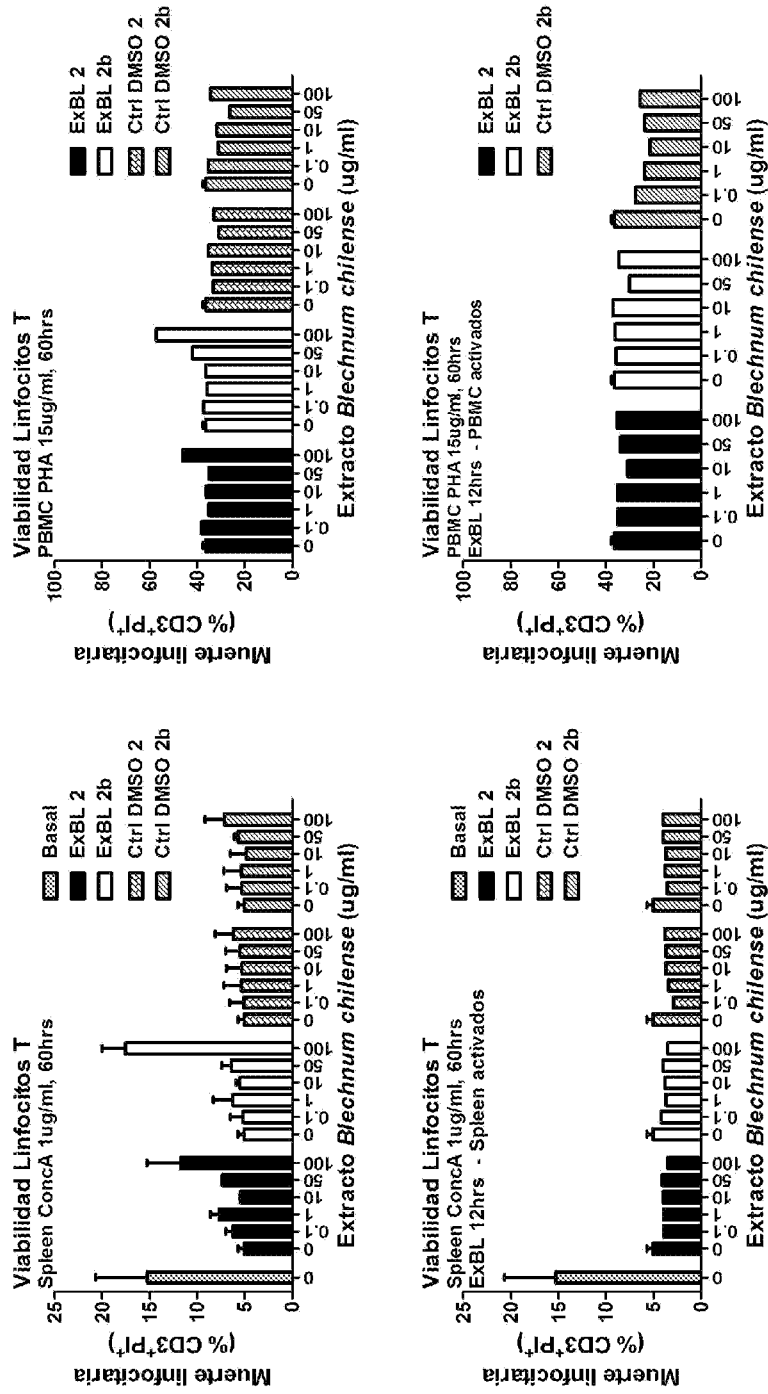 Viabilidad Linfocitos T
Spleen ConcA 1ug/ml, 60hrs
Basal
ExBL 2
ExBL 2b
Ctrl DMSO 2
Ctrl DMSO 2b
Muerte linfocitaria
(% CD3+PI+)
25
20
15
10
5
0
0 0 0.1 1 10 50 100 0 0.1 1 10 50 100 0 0.1 1 10 50 100 0 0.1 1 10 50 100
Extracto Blechnum chilense (ug/ml)
Viabilidad Linfocitos T
PBMC PHA 15ug/ml, 60hrs
ExBL 2
ExBL 2b
Ctrl DMSO 2
Ctrl DMSO 2b
Muerte linfocitaria
(% CD3+PI+)
100
80
60
40
20
0
0 0.1 1 10 50 100 0 0.1 1 10 50 100 0 0.1 1 10 50 100 0 0.1 1 10 50 100
Extracto Blechnum chilense (ug/ml)
Viabilidad Linfocitos T
Spleen ConcA 1ug/ml, 60hrs
ExBL 12hrs - Spleen activados
Basal
ExBL 2
ExBL 2b
Ctrl DMSO 2
Ctrl DMSO 2b
Muerte linfocitaria
(% CD3+PI+)
25
20
15
10
5
0
0 0 0.1 1 10 50 100 0 0.1 1 10 50 100 0 0.1 1 10 50 100 0 0.1 1 10 50 100
Extracto Blechnum chilense (ug/ml)
Viabilidad Linfocitos T
PBMC PHA 15ug/ml, 60hrs
ExBL 12hrs - PBMC activados
ExBL 2
ExBL 2b
Ctrl DMSO 2b
Muerte linfocitaria
(% CD3+PI+)
100
80
60
40
20
0
0 0.1 1 10 50 100 0 0.1 1 10 50 100 0 0.1 1 10 50 100
Extracto Blechnum chilense (ug/ml)